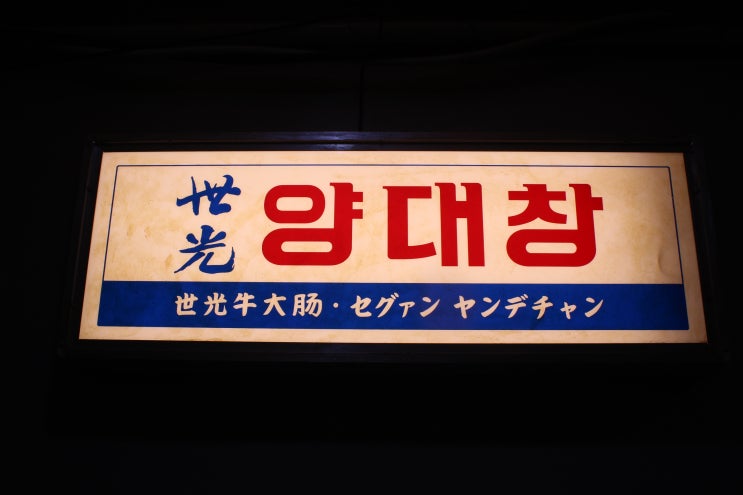 世光 양대창
世光牛大肠·セグァン ヤンデチャン